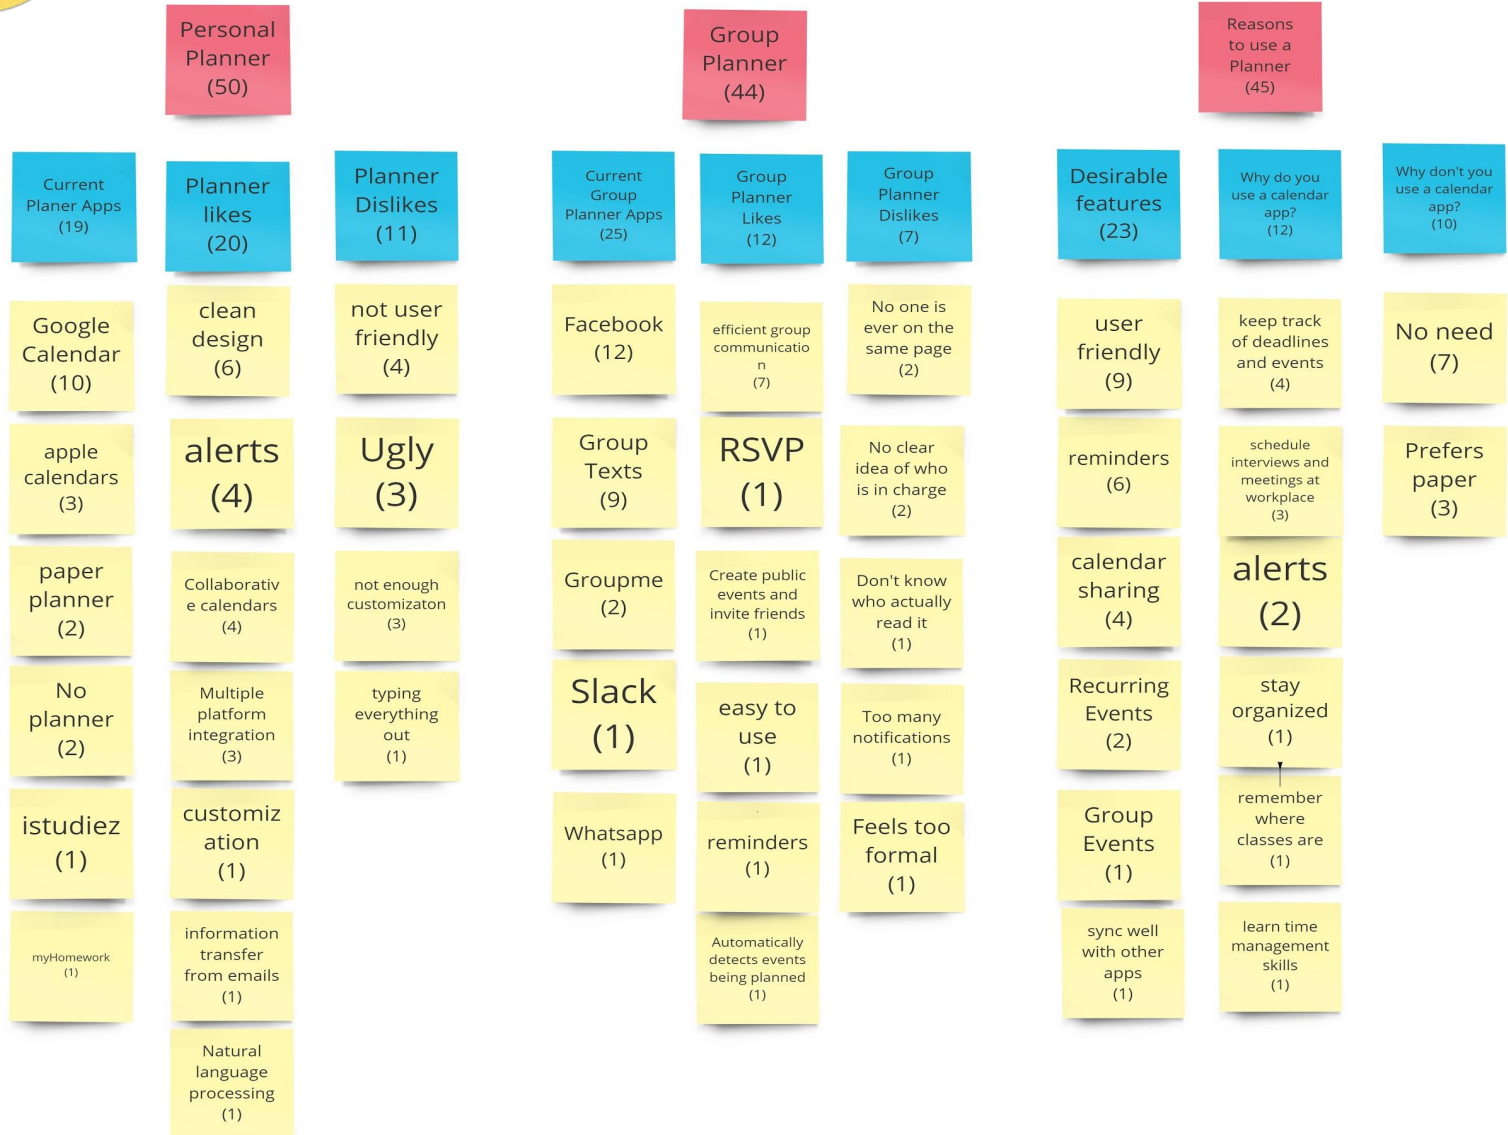 Personal
Planner
(50)
Group
Planner
(44)
Reasons
to use a
Planner
(45)
Current
Planer Apps
(19)
Planner
likes
(20)
Planner
Dislikes
(11)
Current
Group
Planner Apps
(25)
Group
Planner
Likes
(12)
Group
Planner
Dislikes
(7)
Desirable
features
(23)
Why do you
use a calendar
app?
(12)
Why don't you
use a calendar
app?
(10)
Google
Calendar
(10)
apple
calendars
(3)
paper
planner
(2)
No
planner
(2)
istudiez
(1)
myHomework
(1)
clean
design
(6)
alerts
(4)
Collaborativ
e calendars
(4)
Multiple
platform
integration
(3)
customiz
ation
(1)
information
transfer
from emails
(1)
Natural
language
processing
(1)
not user
friendly
(4)
Ugly
(3)
not enough
customizaton
(3)
typing
everything
out
(1)
Facebook
(12)
Group
Texts
(9)
Groupme
(2)
Slack
(1)
Whatsapp
(1)
efficient group
communicatio
n
(7)
RSVP
(1)
Create public
events and
invite friends
(1)
easy to
use
(1)
reminders
(1)
Automatically
detects events
being planned
(1)
No one is
ever on the
same page
(2)
No clear
idea of who
is in charge
(2)
Don't know
who actually
read it
(1)
Too many
notifications
(1)
Feels too
formal
(1)
user
friendly
(9)
reminders
(6)
calendar
sharing
(4)
Recurring
Events
(2)
Group
Events
(1)
sync well
with other
apps
(1)
keep track
of deadlines
and events
(4)
schedule
interviews and
meetings at
workplace
(3)
alerts
(2)
stay
organized
(1)
remember
where
classes are
(1)
learn time
management
skills
(1)
No need
(7)
Prefers
paper
(3)